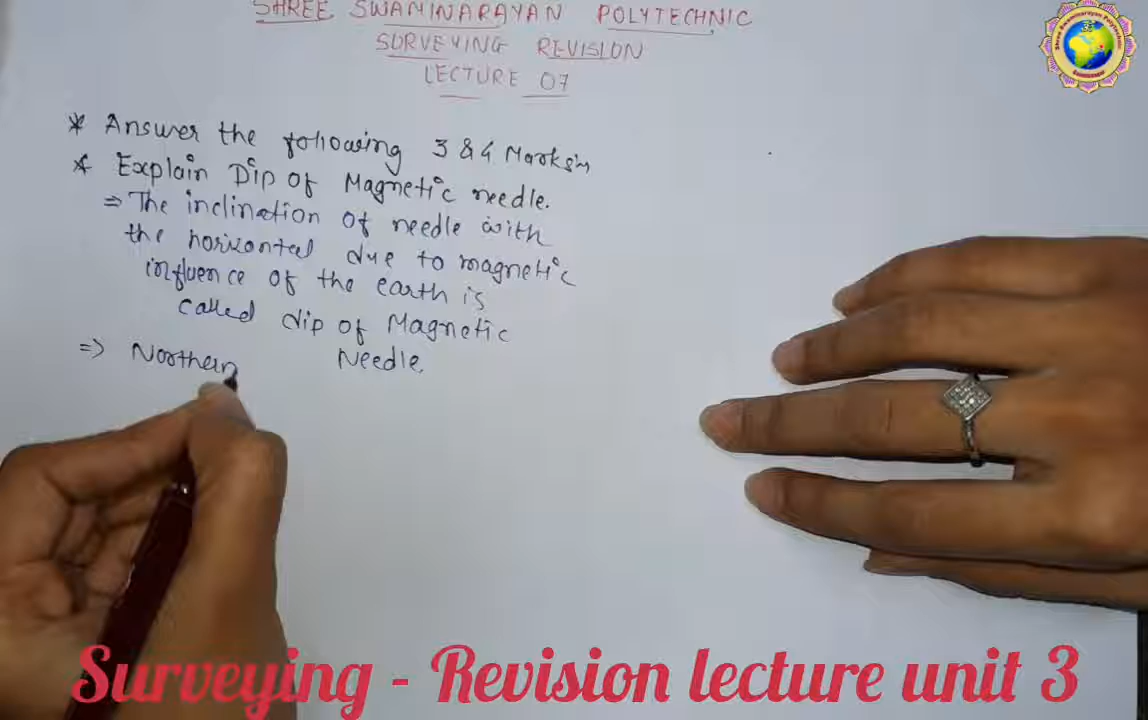 SHREE SWAMINARAYAN POLYTECHNIC
SURVEYING REVISION
LECTURE 07
* Answer the following 3 & 4 Marks
* Explain Dip of Magnetic needle.
⇒ The inclination of needle with
the horizontal due to magnetic
influence of the earth is
called dip of Magnetic
Needle.
⇒ Northern
Surveying - Revision lecture unit 3